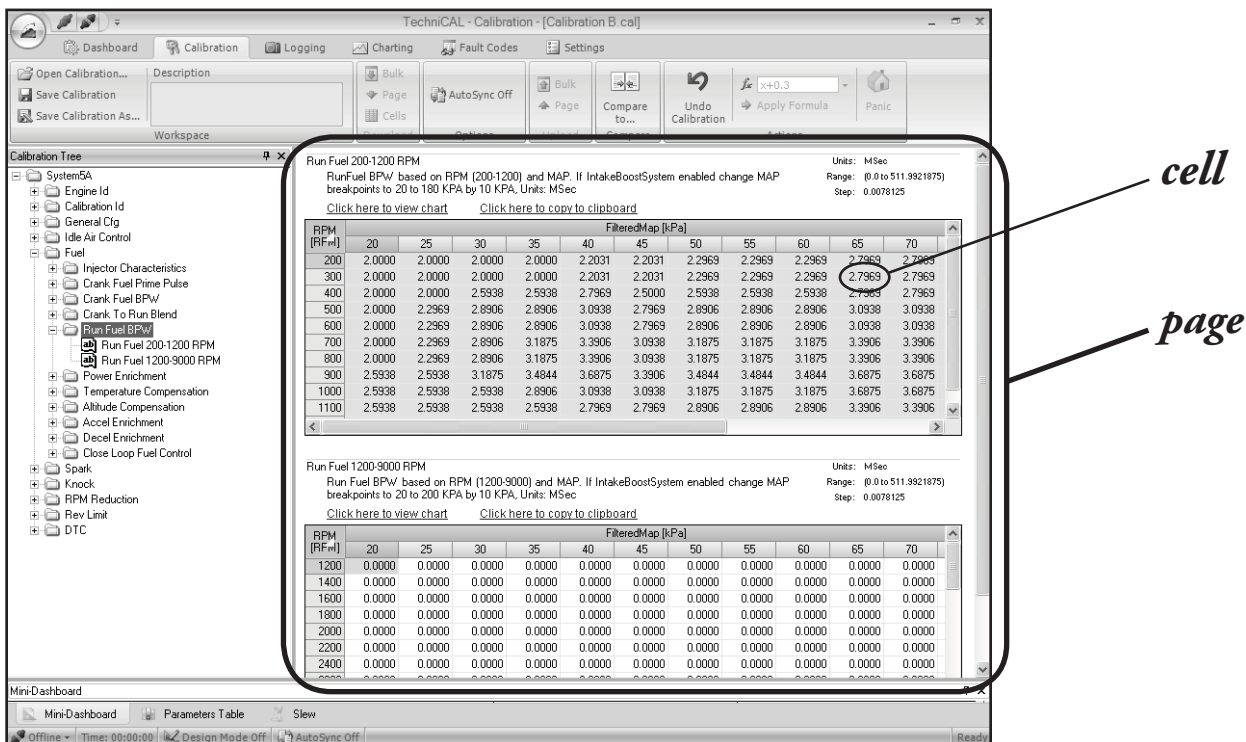 TechniCAL - Calibration - [Calibration B.cal]
Dashboard Calibration Logging Charting Fault Codes Settings
Open Calibration...
Save Calibration
Save Calibration As...
Description
Workspace
Bulk
Page
Cells
Download
AutoSync Off
Options
Bulk
Page
Upload
Compare to...
Compare
Undo Calibration
fx x+0.3
Apply Formula
Panic
Actions
Calibration Tree
System5A
Engine Id
Calibration Id
General Cfg
Idle Air Control
Fuel
Injector Characteristics
Crank Fuel Prime Pulse
Crank Fuel BPW
Crank To Run Blend
Run Fuel BPW
Run Fuel 200-1200 RPM
Run Fuel 1200-9000 RPM
Power Enrichment
Temperature Compensation
Altitude Compensation
Accel Enrichment
Decel Enrichment
Close Loop Fuel Control
Spark
Knock
RPM Reduction
Rev Limit
DTC
Run Fuel 200-1200 RPM
RunFuel BPW based on RPM (200-1200) and MAP. If IntakeBoostSystem enabled change MAP
breakpoints to 20 to 180 KPA by 10 KPA, Units: MSec
Units: MSec
Range: (0.0 to 511.9921875)
Step: 0.0078125
Click here to view chart Click here to copy to clipboard
RPM FilteredMap [kPa]
20 25 30 35 40 45 50 55 60 65 70
200 2.0000 2.0000 2.0000 2.0000 2.2031 2.2031 2.2969 2.2969 2.2969 2.7969 2.7969
300 2.0000 2.0000 2.0000 2.0000 2.2031 2.2031 2.2969 2.2969 2.2969 2.7969 2.7969
400 2.0000 2.0000 2.5938 2.5938 2.7969 2.5000 2.5938 2.5938 2.5938 2.7969 2.7969
500 2.0000 2.2969 2.8906 2.8906 3.0938 2.7969 2.8906 2.8906 2.8906 3.0938 3.0938
600 2.0000 2.2969 2.8906 2.8906 3.0938 2.7969 2.8906 2.8906 2.8906 3.0938 3.0938
700 2.0000 2.2969 2.8906 3.1875 3.3906 3.0938 3.1875 3.1875 3.1875 3.3906 3.3906
800 2.0000 2.2969 2.8906 3.1875 3.3906 3.0938 3.1875 3.1875 3.1875 3.3906 3.3906
900 2.5938 2.5938 3.1875 3.4844 3.6875 3.3906 3.4844 3.4844 3.4844 3.6875 3.6875
1000 2.5938 2.5938 2.5938 2.8906 3.0938 3.0938 3.1875 3.1875 3.1875 3.6875 3.6875
1100 2.5938 2.5938 2.5938 2.5938 2.7969 2.7969 2.8906 2.8906 2.8906 3.3906 3.3906
Run Fuel 1200-9000 RPM
Run Fuel BPW based on RPM (1200-9000) and MAP. If IntakeBoostSystem enabled change MAP
breakpoints to 20 to 200 KPA by 10 KPA, Units: MSec
Units: MSec
Range: (0.0 to 511.9921875)
Step: 0.0078125
Click here to view chart Click here to copy to clipboard
RPM FilteredMap [kPa]
20 25 30 35 40 45 50 55 60 65 70
1200 0.0000 0.0000 0.0000 0.0000 0.0000 0.0000 0.0000 0.0000 0.0000 0.0000 0.0000
1400 0.0000 0.0000 0.0000 0.0000 0.0000 0.0000 0.0000 0.0000 0.0000 0.0000 0.0000
1600 0.0000 0.0000 0.0000 0.0000 0.0000 0.0000 0.0000 0.0000 0.0000 0.0000 0.0000
1800 0.0000 0.0000 0.0000 0.0000 0.0000 0.0000 0.0000 0.0000 0.0000 0.0000 0.0000
2000 0.0000 0.0000 0.0000 0.0000 0.0000 0.0000 0.0000 0.0000 0.0000 0.0000 0.0000
2200 0.0000 0.0000 0.0000 0.0000 0.0000 0.0000 0.0000 0.0000 0.0000 0.0000 0.0000
2400 0.0000 0.0000 0.0000 0.0000 0.0000 0.0000 0.0000 0.0000 0.0000 0.0000 0.0000
cell
page
Mini-Dashboard
Mini-Dashboard Parameters Table Slew
Offline Time: 00:00:00 Design Mode Off AutoSync Off Ready